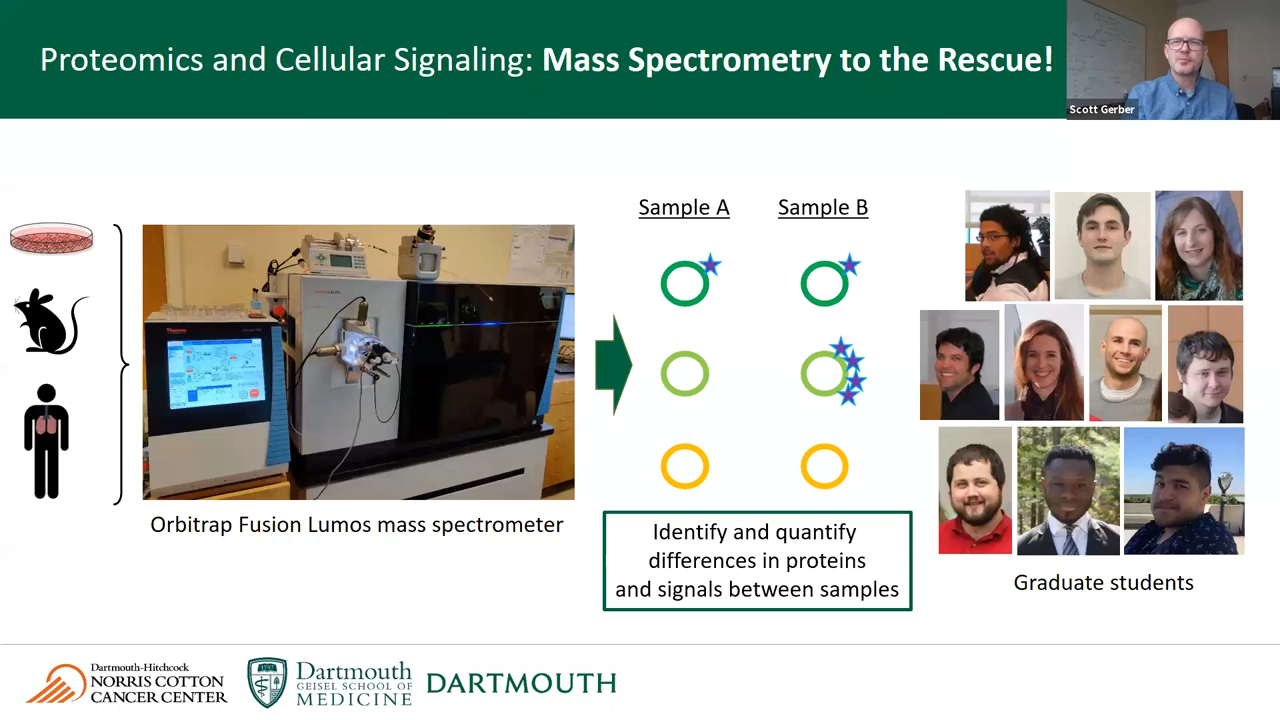 Proteomics and Cellular Signaling: Mass Spectrometry to the Rescue!
Scott Gerber
Sample A
Sample B
Thermo
Orbitrap Fusion Lumos mass spectrometer
Identify and quantify
differences in proteins
and signals between samples
Graduate students
Dartmouth-Hitchcock
NORRIS COTTON
CANCER CENTER
1797
Dartmouth
GEISEL SCHOOL OF
MEDICINE
DARTMOUTH